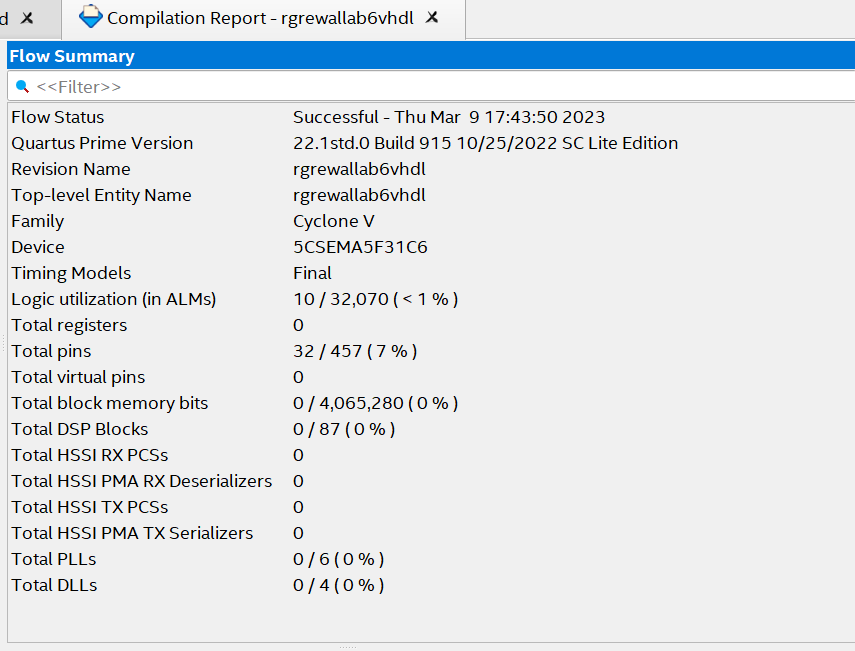 d
Compilation Report - rgrewallab6vhdl
Flow Summary
<<Filter>>
Flow Status Successful - Thu Mar 9 17:43:50 2023
Quartus Prime Version 22.1std.0 Build 915 10/25/2022 SC Lite Edition
Revision Name rgrewallab6vhdl
Top-level Entity Name rgrewallab6vhdl
Family Cyclone V
Device 5CSEMA5F31C6
Timing Models Final
Logic utilization (in ALMs) 10 / 32,070 ( < 1 % )
Total registers 0
Total pins 32 / 457 ( 7 % )
Total virtual pins 0
Total block memory bits 0 / 4,065,280 ( 0 % )
Total DSP Blocks 0 / 87 ( 0 % )
Total HSSI RX PCSs 0
Total HSSI PMA RX Deserializers 0
Total HSSI TX PCSs 0
Total HSSI PMA TX Serializers 0
Total PLLs 0 / 6 ( 0 % )
Total DLLs 0 / 4 ( 0 % )